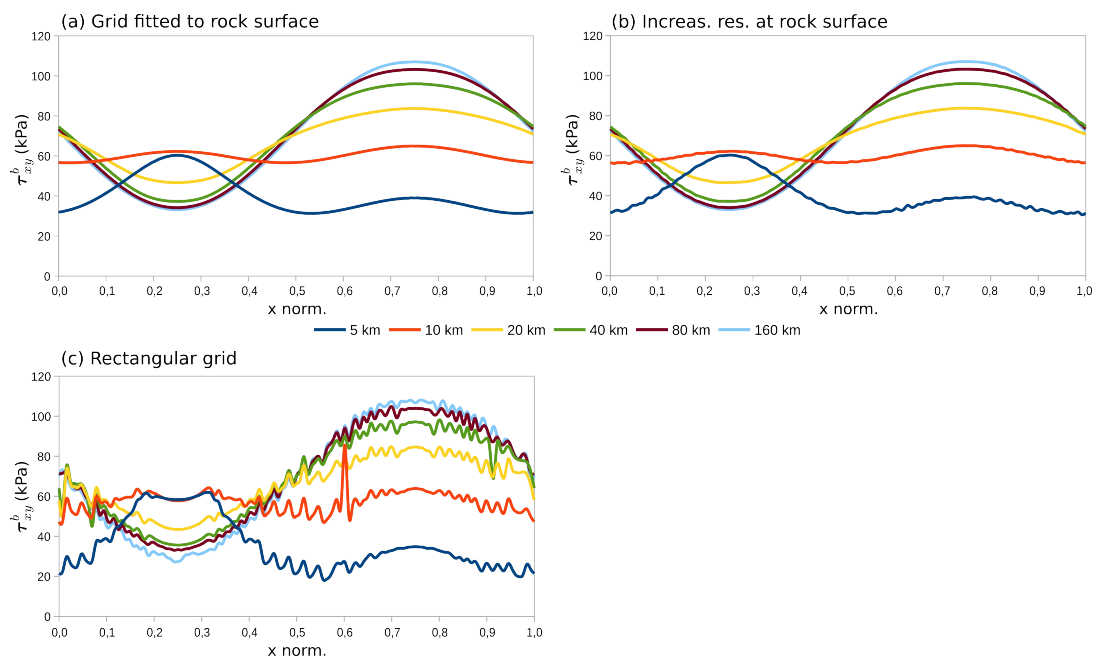 (a) Grid fitted to rock surface
120
100
80
60
40
20
0
τ^b_xy (kPa)
0,0 0,1 0,2 0,3 0,4 0,5 0,6 0,7 0,8 0,9 1,0
x norm.
(b) Increas. res. at rock surface
120
100
80
60
40
20
0
τ^b_xy (kPa)
0,0 0,1 0,2 0,3 0,4 0,5 0,6 0,7 0,8 0,9 1,0
x norm.
5 km 10 km 20 km 40 km 80 km 160 km
(c) Rectangular grid
120
100
80
60
40
20
0
τ^b_xy (kPa)
0,0 0,1 0,2 0,3 0,4 0,5 0,6 0,7 0,8 0,9 1,0
x norm.